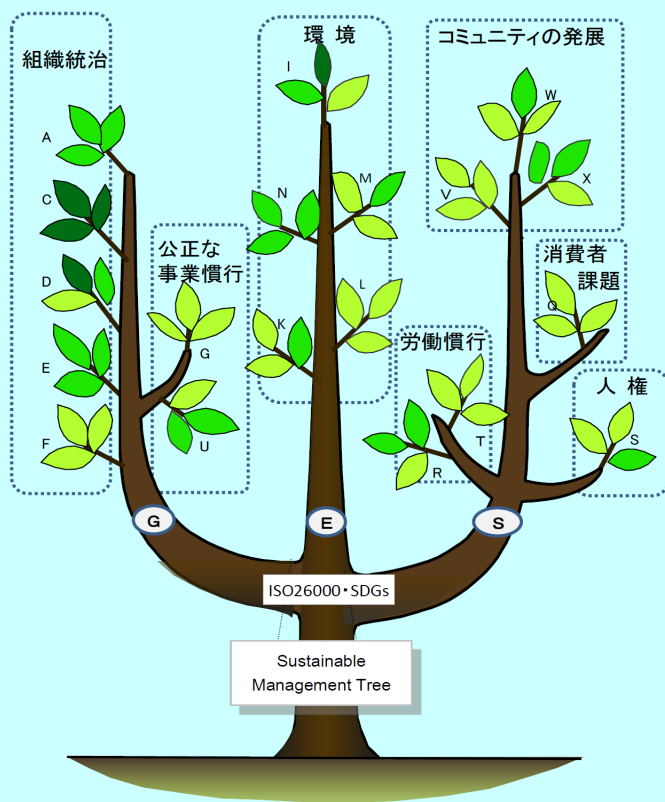 組織統治
A
C
D
E
F
公正な
事業慣行
G
U
環 境
I
N
M
K
L
コミュニティの発展
W
V
X
消費者
課題
Q
労働慣行
T
R
人 権
S
G
E
S
ISO26000・SDGs
Sustainable
Management Tree